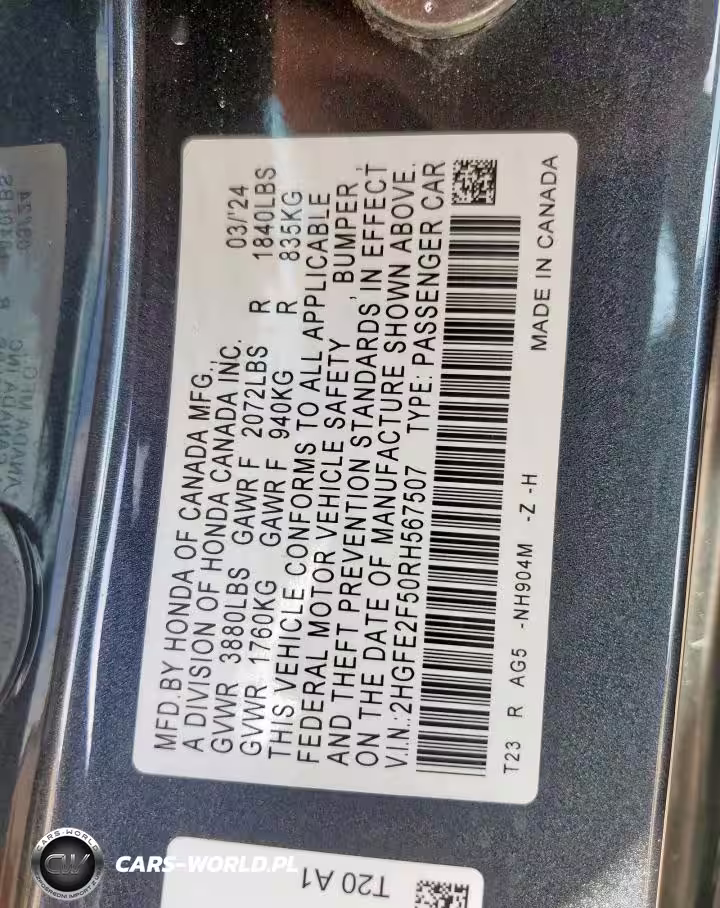 MFD.BY HONDA OF CANADA MFG., 03/'24
A DIVISION OF HONDA CANADA INC.
GVWR 3880LBS GAWR F 2072LBS R 1840LBS
GVWR 1760KG GAWR F 940KG R 835KG
THIS VEHICLE CONFORMS TO ALL APPLICABLE
FEDERAL MOTOR VEHICLE SAFETY, BUMPER,
AND THEFT PREVENTION STANDARDS IN EFFECT
ON THE DATE OF MANUFACTURE SHOWN ABOVE.
V.I.N.:2HGFE2F50RH567507 TYPE: PASSENGER CAR
T23 R AG5 -NH904M -Z -H MADE IN CANADA
T20 A1
CARS-WORLD
CW
CARS-WORLD.PL